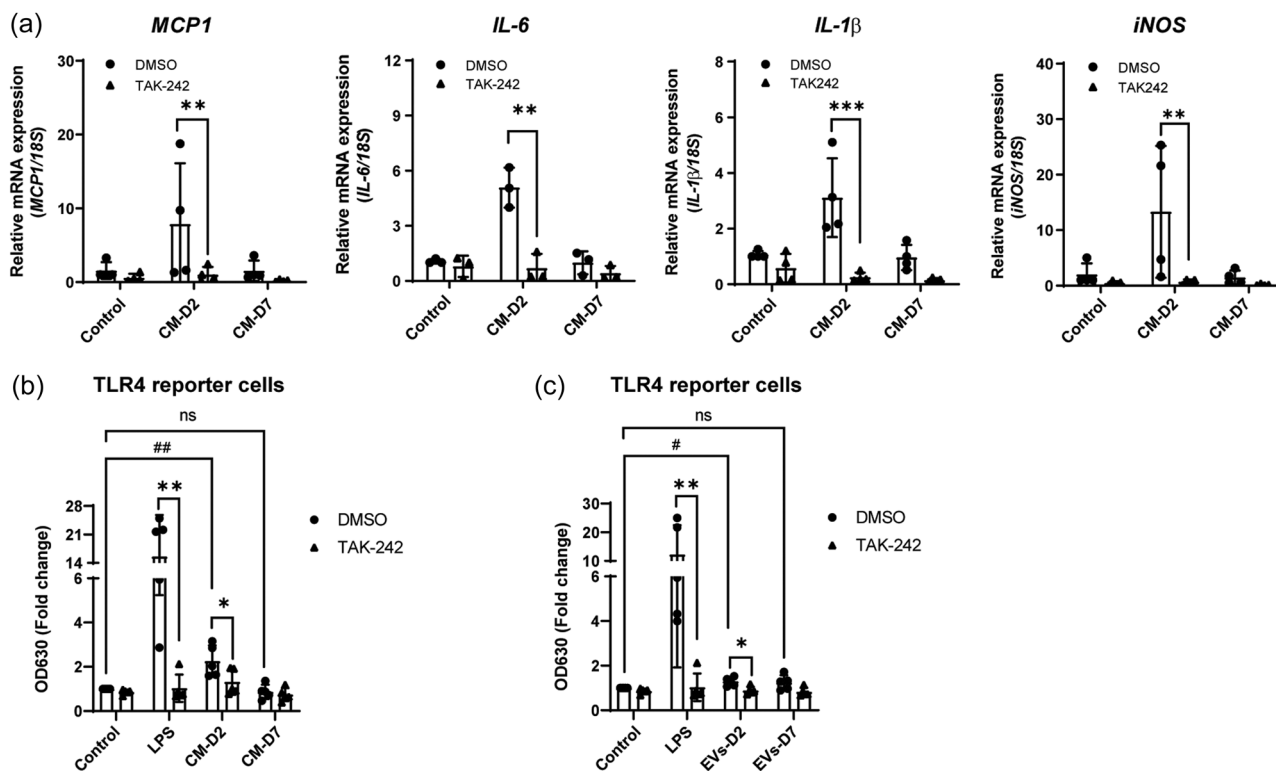 (a)
MCP1
Relative mRNA expression
(MCP1/18S)
30
20
10
0
DMSO
TAK-242
**
Control
CM-D2
CM-D7
IL-6
Relative mRNA expression
(IL-6/18S)
12
9
6
3
0
DMSO
TAK-242
**
Control
CM-D2
CM-D7
IL-1β
Relative mRNA expression
(IL-1β/18S)
8
6
4
2
0
DMSO
TAK242
***
Control
CM-D2
CM-D7
iNOS
Relative mRNA expression
(iNOS/18S)
40
30
20
10
0
DMSO
TAK242
**
Control
CM-D2
CM-D7
(b)
TLR4 reporter cells
ns
##
**
*
OD630 (Fold change)
28
21
14
6
4
2
0
DMSO
TAK-242
Control
LPS
CM-D2
CM-D7
(c)
TLR4 reporter cells
ns
#
**
*
OD630 (Fold change)
30
20
10
6
4
2
0
DMSO
TAK-242
Control
LPS
EVs-D2
EVs-D7